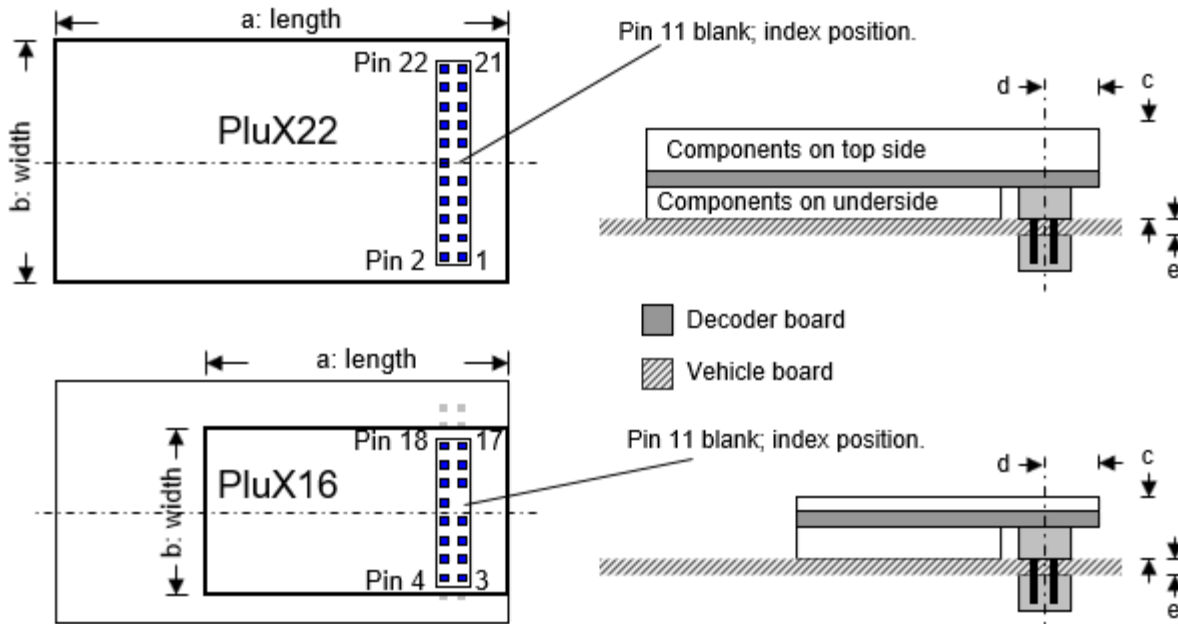 a: length
Pin 11 blank; index position.
Pin 22 21
PluX22
b: width
Pin 2 1
d
c
Components on top side
Components on underside
e
Decoder board
Vehicle board
a: length
Pin 11 blank; index position.
Pin 18 17
PluX16
b: width
Pin 4 3
d
c
e